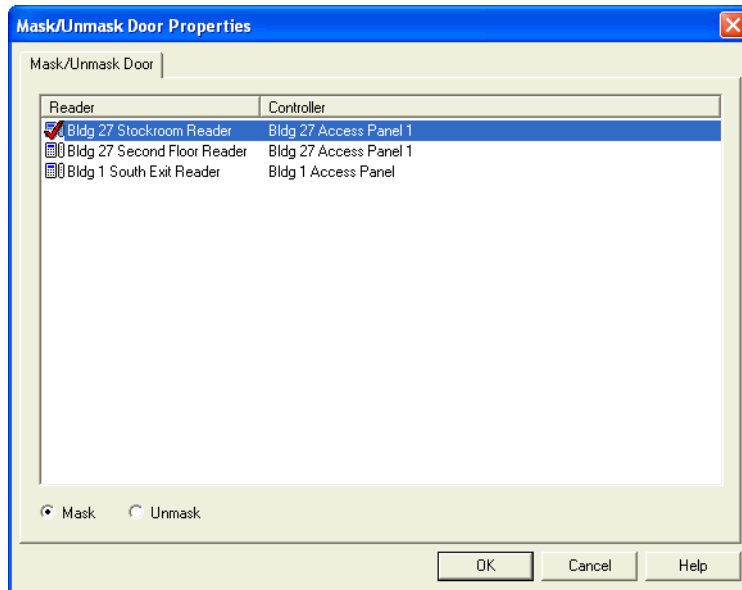 Mask/Unmask Door Properties
Mask/Unmask Door
Reader Controller
Bldg 27 Stockroom Reader Bldg 27 Access Panel 1
Bldg 27 Second Floor Reader Bldg 27 Access Panel 1
Bldg 1 South Exit Reader Bldg 1 Access Panel
Mask Unmask
OK Cancel Help